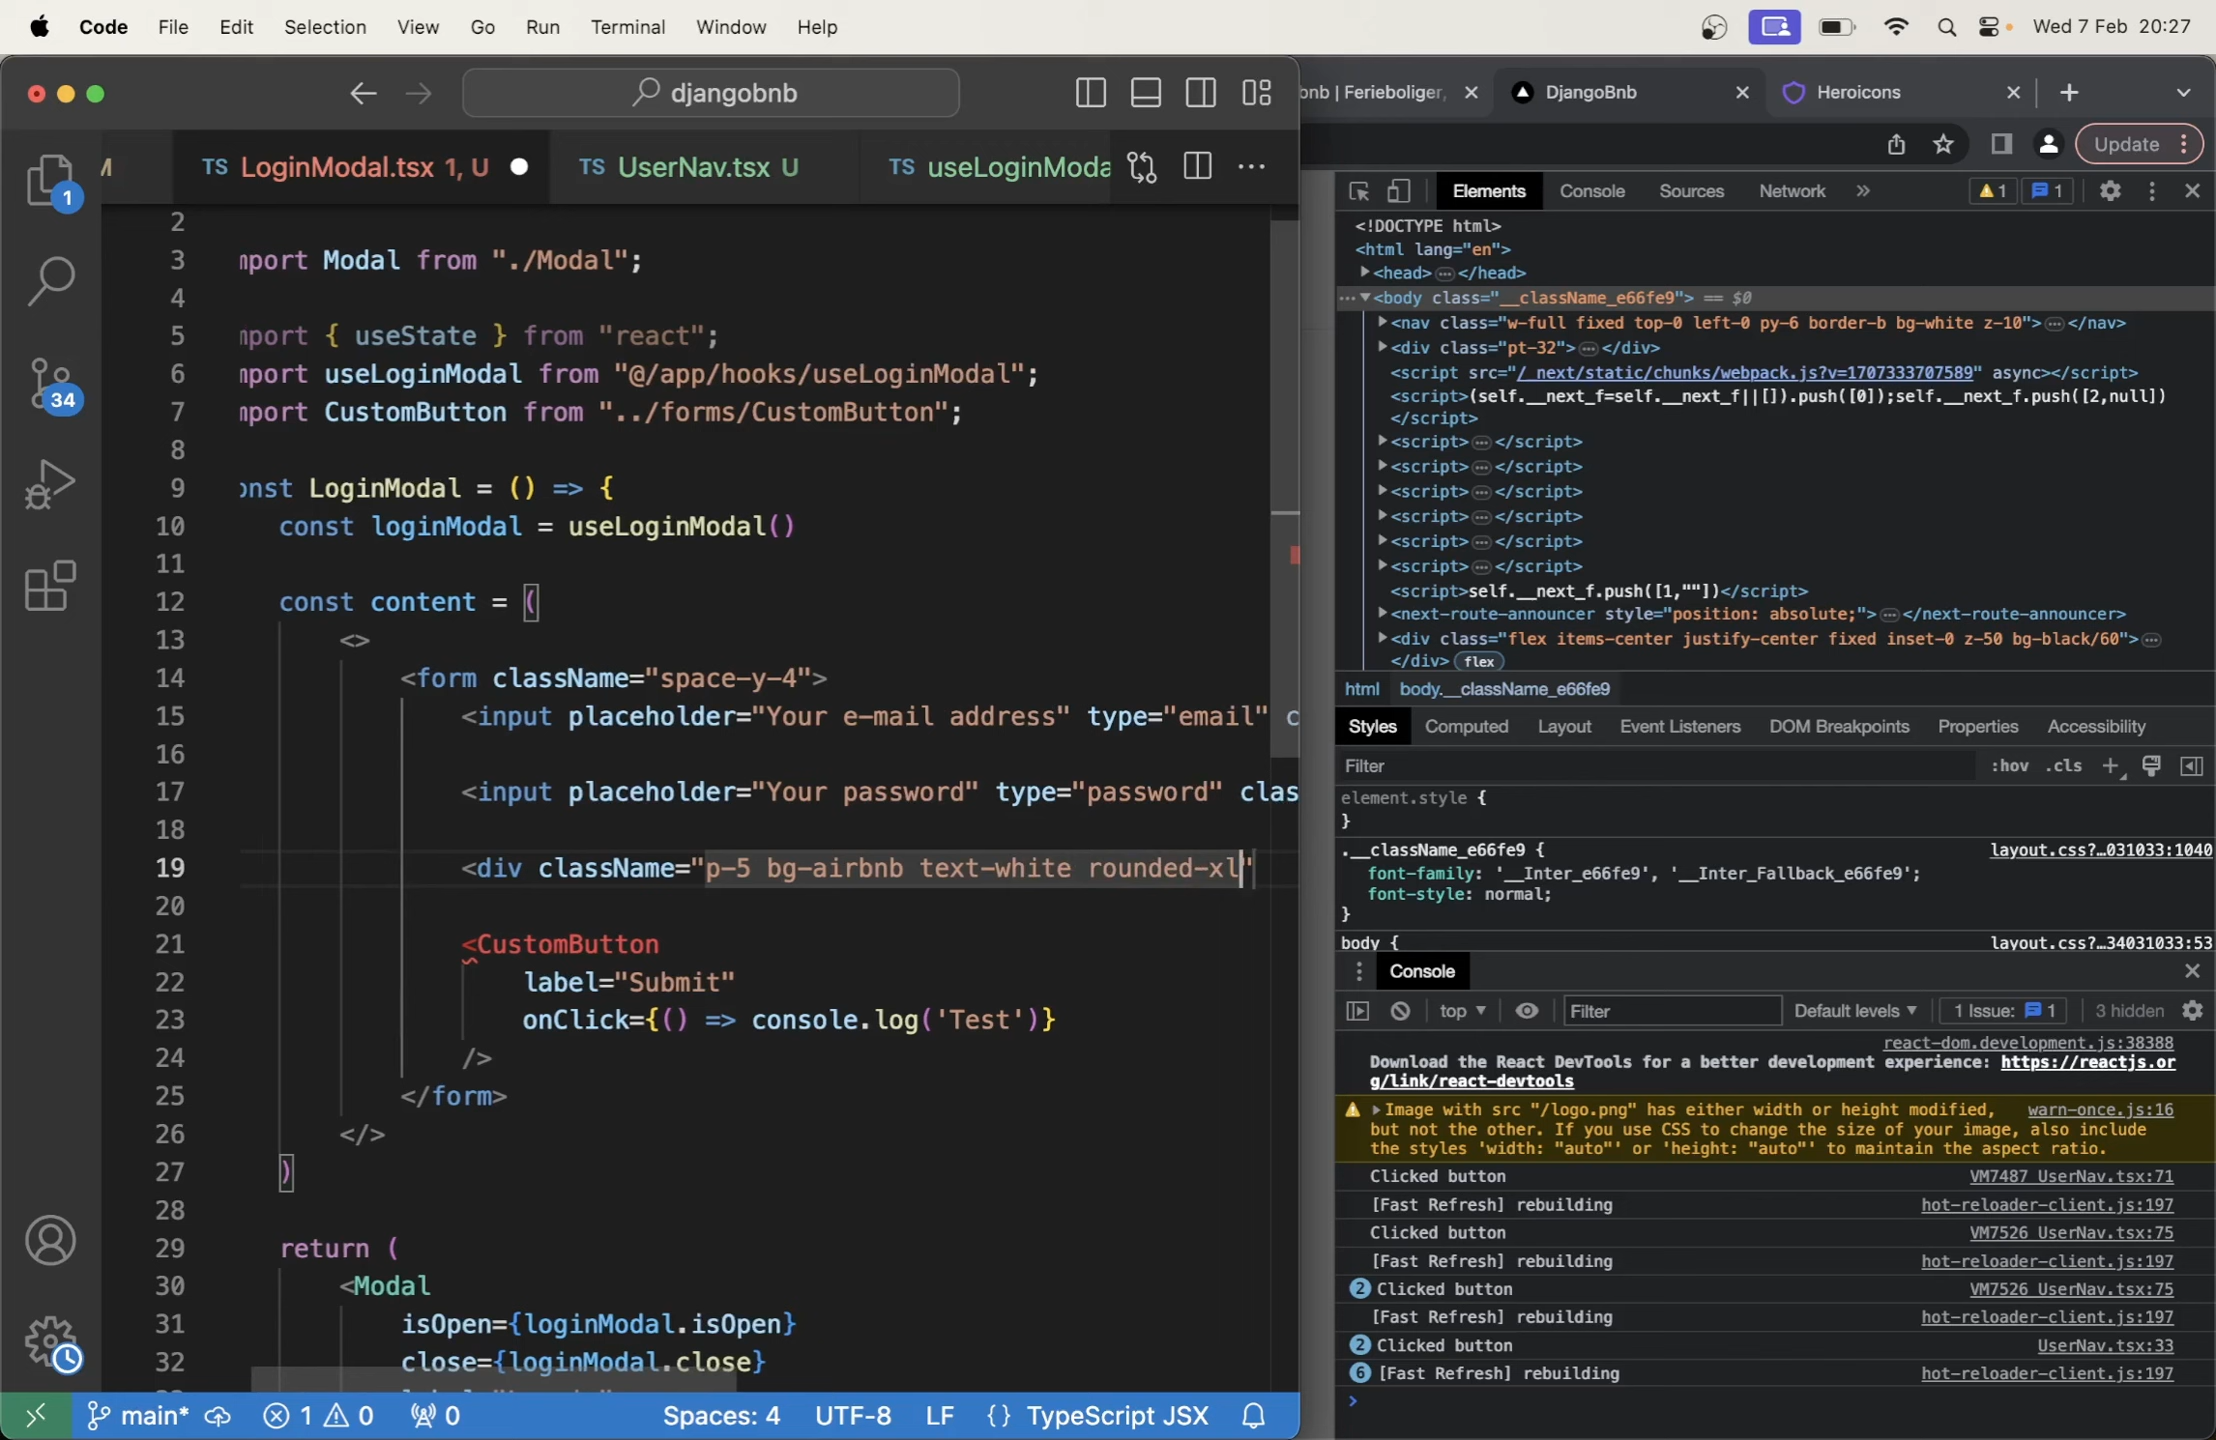 Code File Edit Selection View Go Run Terminal Window Help Wed 7 Feb 20:27
djangobnb
bnb | Ferieboliger, DjangoBnb Heroicons
Update
M TS LoginModal.tsx 1, U TS UserNav.tsx U TS useLoginModa
1
34
2
3 mport Modal from "./Modal";
4
5 mport { useState } from "react";
6 mport useLoginModal from "@/app/hooks/useLoginModal";
7 mport CustomButton from "../forms/CustomButton";
8
9 onst LoginModal = () => {
10 const loginModal = useLoginModal()
11
12 const content = (
13 <>
14 <form className="space-y-4">
15 <input placeholder="Your e-mail address" type="email" c
16
17 <input placeholder="Your password" type="password" clas
18
19 <div className="p-5 bg-airbnb text-white rounded-xl"
20
21 <CustomButton
22 label="Submit"
23 onClick={() => console.log('Test')}
24 />
25 </form>
26 </>
27 )
28
29 return (
30 <Modal
31 isOpen={loginModal.isOpen}
32 close={loginModal.close}
main* 1 0 0 Spaces: 4 UTF-8 LF {} TypeScript JSX
Elements Console Sources Network » 1 1
<!DOCTYPE html>
<html lang="en">
<head>…</head>
…<body class="__className_e66fe9"> == $0
<nav class="w-full fixed top-0 left-0 py-6 border-b bg-white z-10">…</nav>
<div class="pt-32">…</div>
<script src="/_next/static/chunks/webpack.js?v=1707333707589" async></script>
<script>(self.__next_f=self.__next_f||[]).push([0]);self.__next_f.push([2,null])
</script>
<script>…</script>
<script>…</script>
<script>…</script>
<script>…</script>
<script>…</script>
<script>…</script>
<script>self.__next_f.push([1,""])</script>
<next-route-announcer style="position: absolute;">…</next-route-announcer>
<div class="flex items-center justify-center fixed inset-0 z-50 bg-black/60">…
</div> flex
html body.__className_e66fe9
Styles Computed Layout Event Listeners DOM Breakpoints Properties Accessibility
Filter :hov .cls +
element.style {
}
.__className_e66fe9 { layout.css?…031033:1040
font-family: '__Inter_e66fe9', '__Inter_Fallback_e66fe9';
font-style: normal;
}
body { layout.css?…34031033:53
Console
top Filter Default levels 1 Issue: 1 3 hidden
react-dom.development.js:38388
Download the React DevTools for a better development experience: https://reactjs.or
g/link/react-devtools
Image with src "/logo.png" has either width or height modified, warn-once.js:16
but not the other. If you use CSS to change the size of your image, also include
the styles 'width: "auto"' or 'height: "auto"' to maintain the aspect ratio.
Clicked button VM7487 UserNav.tsx:71
[Fast Refresh] rebuilding hot-reloader-client.js:197
Clicked button VM7526 UserNav.tsx:75
[Fast Refresh] rebuilding hot-reloader-client.js:197
2 Clicked button VM7526 UserNav.tsx:75
[Fast Refresh] rebuilding hot-reloader-client.js:197
2 Clicked button UserNav.tsx:33
6 [Fast Refresh] rebuilding hot-reloader-client.js:197